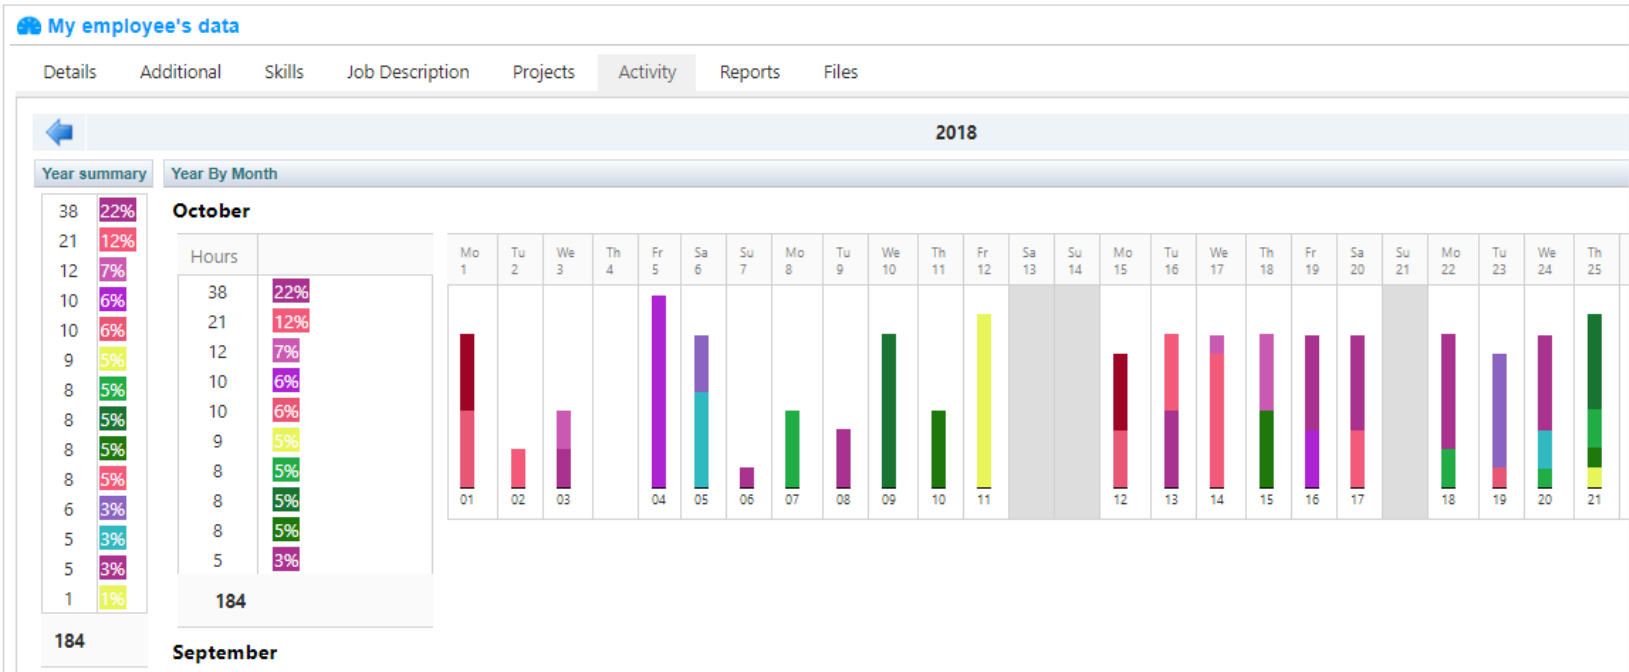 My employee's data
Details Additional Skills Job Description Projects Activity Reports Files
2018
Year summary
38 22%
21 12%
12 7%
10 6%
10 6%
9 5%
8 5%
8 5%
8 5%
8 5%
6 3%
5 3%
5 3%
1 1%
184
Year By Month
October
Hours
38 22%
21 12%
12 7%
10 6%
10 6%
9 5%
8 5%
8 5%
8 5%
5 3%
184
Mo Tu We Th Fr Sa Su Mo Tu We Th Fr Sa Su Mo Tu We Th Fr Sa Su Mo Tu We Th
1 2 3 4 5 6 7 8 9 10 11 12 13 14 15 16 17 18 19 20 21 22 23 24 25
01 02 03 04 05 06 07 08 09 10 11 12 13 14 15 16 17 18 19 20 21
September